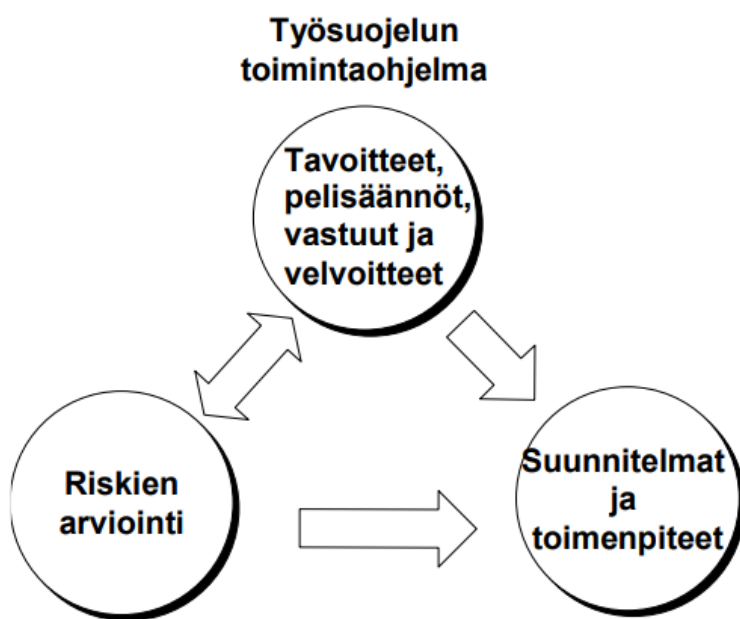 Työsuojelun
toimintaohjelma
Tavoitteet,
pelisäännöt,
vastuut ja
velvoitteet
Riskien
arviointi
Suunnitelmat
ja
toimenpiteet